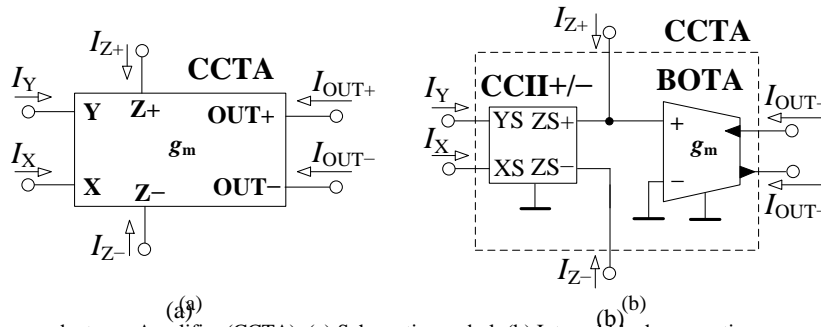 I_Z+
CCTA
I_Y
Y
Z+
OUT+
I_OUT+
g_m
I_X
X
Z−
OUT−
I_OUT−
I_Z−
(a)
(a)
I_Z+
CCTA
I_Y
CCII+/−
BOTA
YS
ZS+
+
I_X
XS
ZS−
g_m
−
I_Z−
(b)
(b)